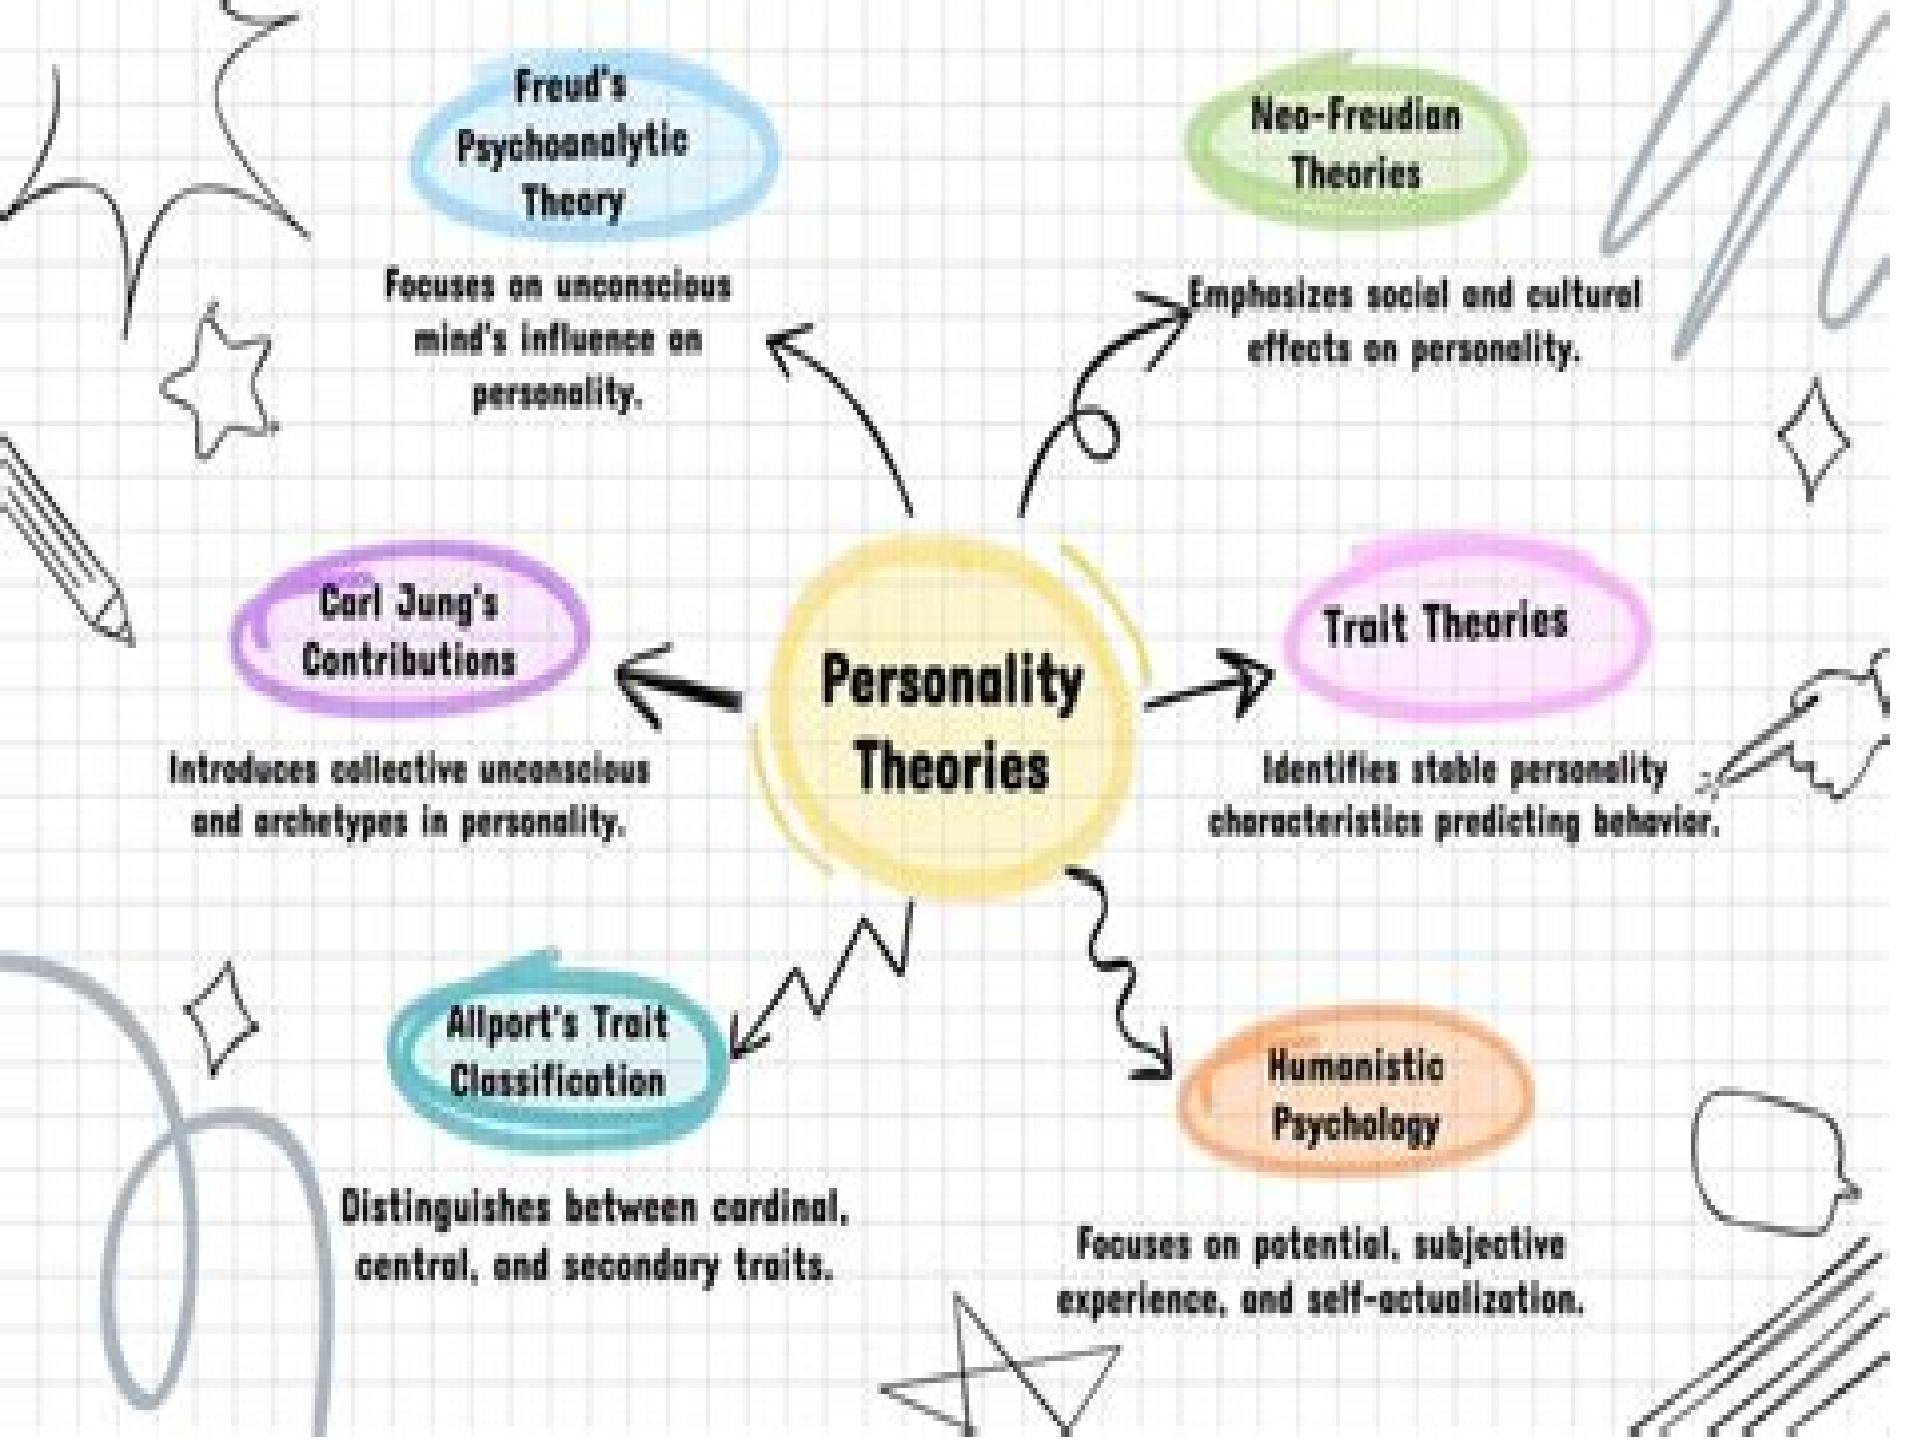 Freud's
Psychoanalytic
Theory
Focuses on unconscious
mind's influence on
personality.
Neo-Freudian
Theories
Emphasizes social and cultural
effects on personality.
Carl Jung's
Contributions
Introduces collective unconscious
and archetypes in personality.
Personality
Theories
Trait Theories
Identifies stable personality
characteristics predicting behavior.
Allport's Trait
Classification
Distinguishes between cardinal,
central, and secondary traits.
Humanistic
Psychology
Focuses on potential, subjective
experience, and self-actualization.